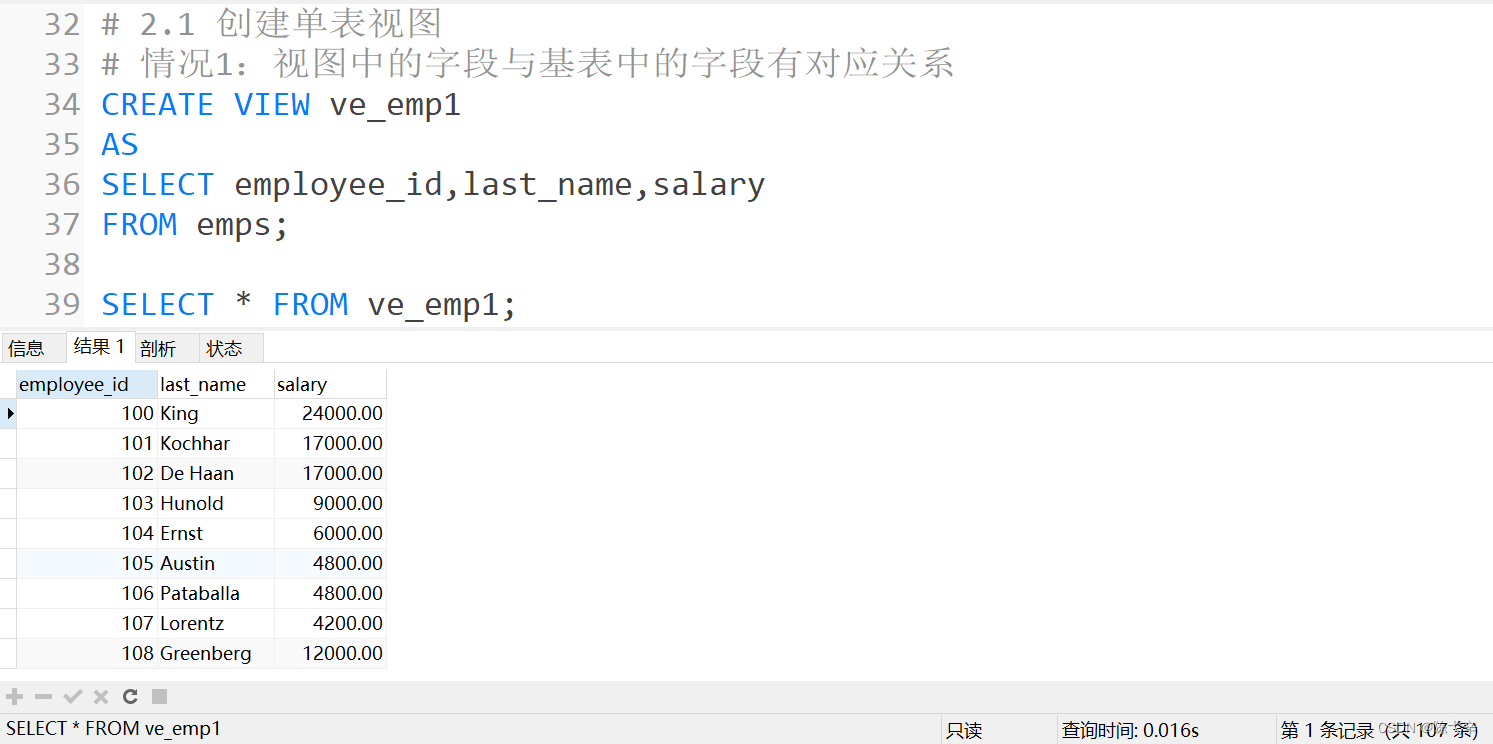 32 # 2.1 创建单表视图
33 # 情况1：视图中的字段与基表中的字段有对应关系
34 CREATE VIEW ve_emp1
35 AS
36 SELECT employee_id,last_name,salary
37 FROM emps;
38
39 SELECT * FROM ve_emp1;
信息 结果 1 剖析 状态
employee_id last_name salary
100 King 24000.00
101 Kochhar 17000.00
102 De Haan 17000.00
103 Hunold 9000.00
104 Ernst 6000.00
105 Austin 4800.00
106 Pataballa 4800.00
107 Lorentz 4200.00
108 Greenberg 12000.00
SELECT * FROM ve_emp1 只读 查询时间: 0.016s 第 1 条记录 (共 107 条)
CSDN